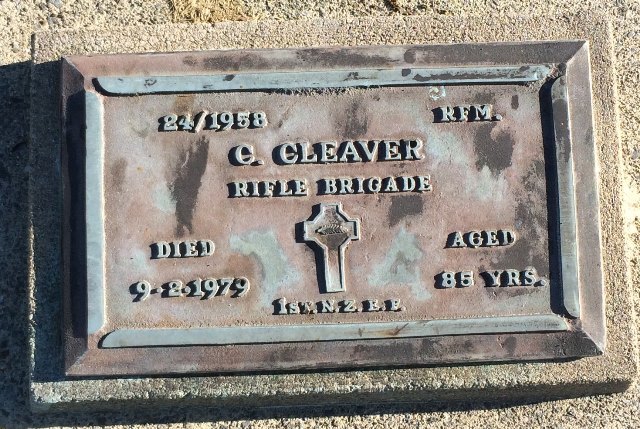 24/1958 RFM.
C. CLEAVER
RIFLE BRIGADE
DIED AGED
9.2.1979 85 YRS.
1ST. N.Z.E.F.